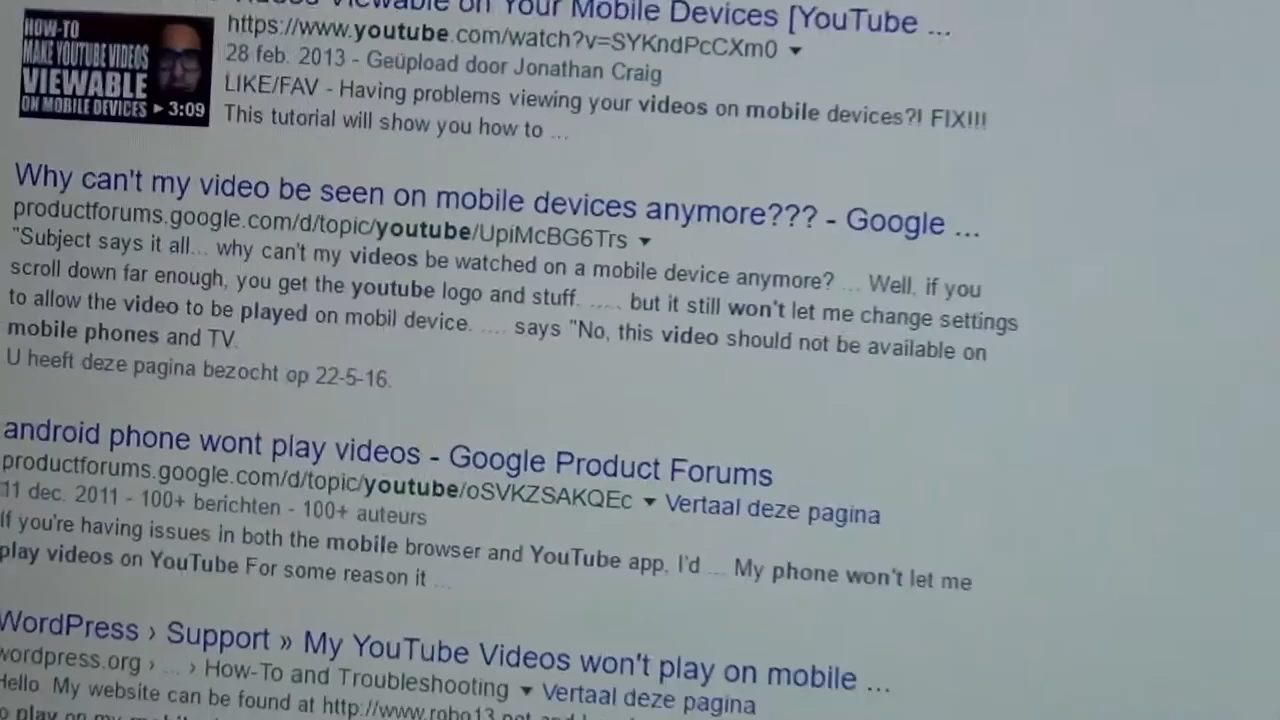 Videos Viewable on Your Mobile Devices [YouTube ...
HOW-TO
MAKE YOUTUBE VIDEOS
VIEWABLE
ON MOBILE DEVICES
3:09
https://www.youtube.com/watch?v=SYKndPcCXm0
28 feb. 2013 - Geüpload door Jonathan Craig
LIKE/FAV - Having problems viewing your videos on mobile devices?! FIX!!!
This tutorial will show you how to ...
Why can't my video be seen on mobile devices anymore??? - Google ...
productforums.google.com/d/topic/youtube/UpiMcBG6Trs
"Subject says it all... why can't my videos be watched on a mobile device anymore? ... Well, if you
scroll down far enough, you get the youtube logo and stuff. ..... but it still won't let me change settings
to allow the video to be played on mobil device. .... says "No, this video should not be available on
mobile phones and TV.
U heeft deze pagina bezocht op 22-5-16.
android phone wont play videos - Google Product Forums
productforums.google.com/d/topic/youtube/oSVKZSAKQEc Vertaal deze pagina
11 dec. 2011 - 100+ berichten - 100+ auteurs
If you're having issues in both the mobile browser and YouTube app, I'd ... My phone won't let me
play videos on YouTube For some reason it ...
WordPress › Support » My YouTube Videos won't play on mobile ...
wordpress.org › ... › How-To and Troubleshooting Vertaal deze pagina
Hello. My website can be found at http://www.robo13.net and
play on my